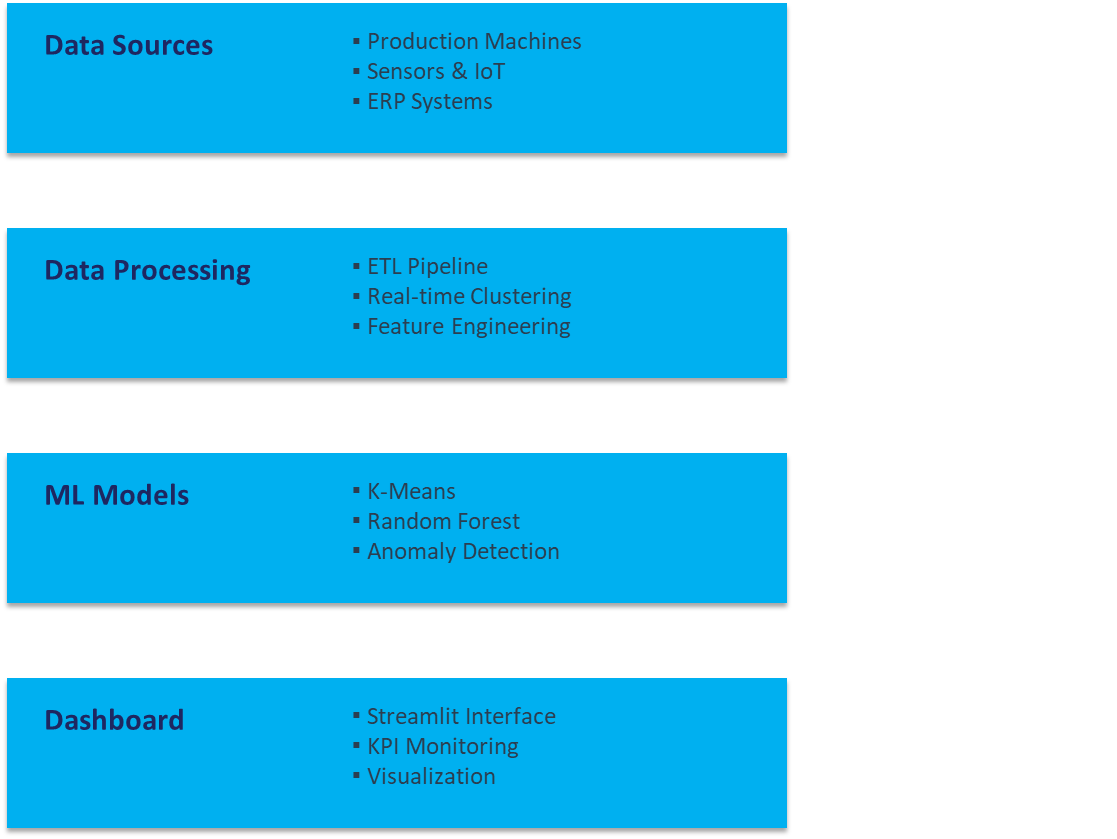 Data Sources
▪ Production Machines
▪ Sensors & IoT
▪ ERP Systems
Data Processing
▪ ETL Pipeline
▪ Real-time Clustering
▪ Feature Engineering
ML Models
▪ K-Means
▪ Random Forest
▪ Anomaly Detection
Dashboard
▪ Streamlit Interface
▪ KPI Monitoring
▪ Visualization